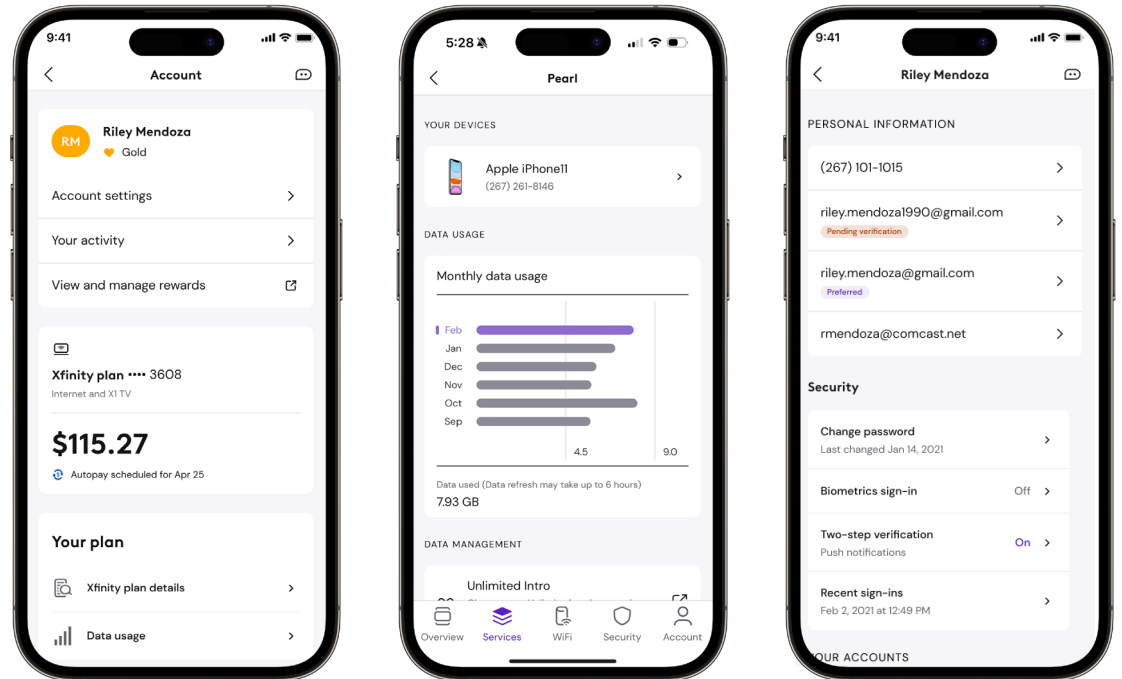 9:41
Account
RM
Riley Mendoza
Gold
Account settings
Your activity
View and manage rewards
Xfinity plan •••• 3608
Internet and X1 TV
$115.27
Autopay scheduled for Apr 25
Your plan
Xfinity plan details
Data usage
5:28
Pearl
YOUR DEVICES
Apple iPhone11
(267) 261-8146
DATA USAGE
Monthly data usage
Feb
Jan
Dec
Nov
Oct
Sep
4.5 9.0
Data used (Data refresh may take up to 6 hours)
7.93 GB
DATA MANAGEMENT
Unlimited Intro
Overview Services WiFi Security Account
9:41
Riley Mendoza
PERSONAL INFORMATION
(267) 101-1015
riley.mendoza1990@gmail.com
Pending verification
riley.mendoza@gmail.com
Preferred
rmendoza@comcast.net
Security
Change password
Last changed Jan 14, 2021
Biometrics sign-in Off
Two-step verification
Push notifications
On
Recent sign-ins
Feb 2, 2021 at 12:49 PM
YOUR ACCOUNTS